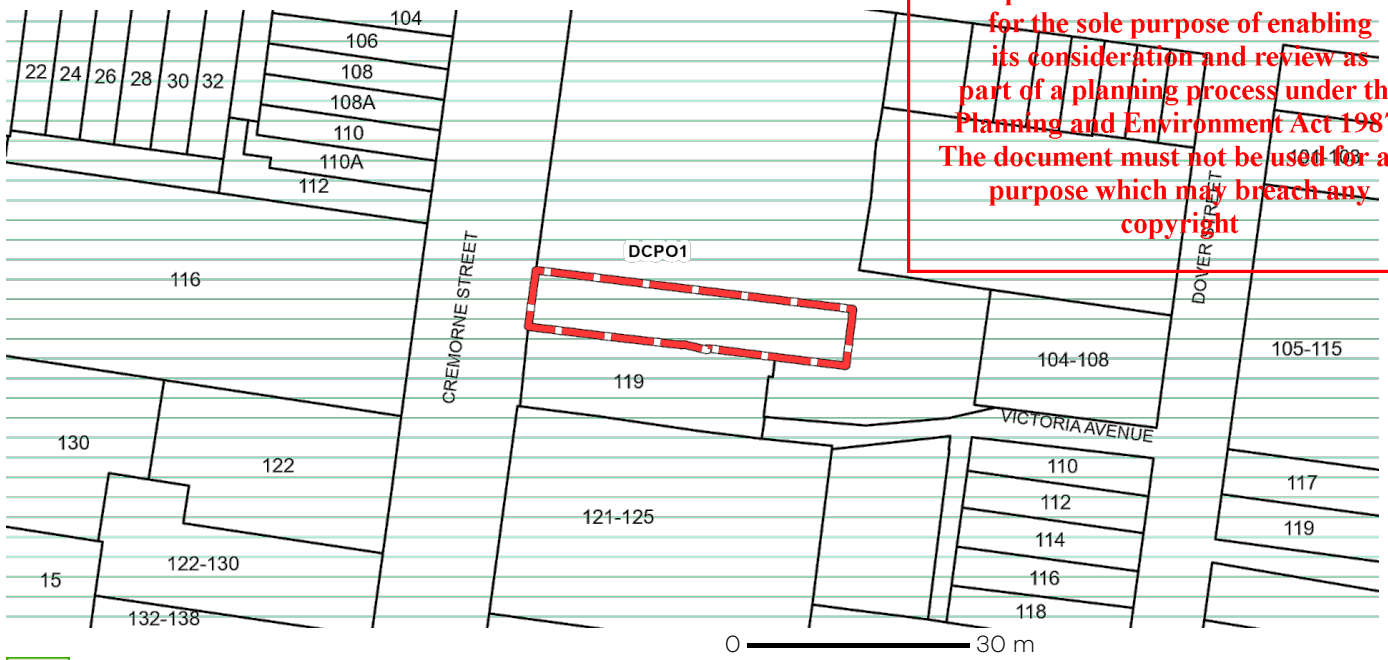 for the sole purpose of enabling
its consideration and review as
part of a planning process under th
Planning and Environment Act 1987
The document must not be used for a
purpose which may breach any
copyright
104
106
108
108A
110
110A
112
22 24 26 28 30 32
116
CREMORNE STREET
DCPO1
119
101-103
DOVER STREET
104-108
105-115
VICTORIA AVENUE
130
122
121-125
110
112
114
116
118
117
119
15
122-130
132-138
0 30 m